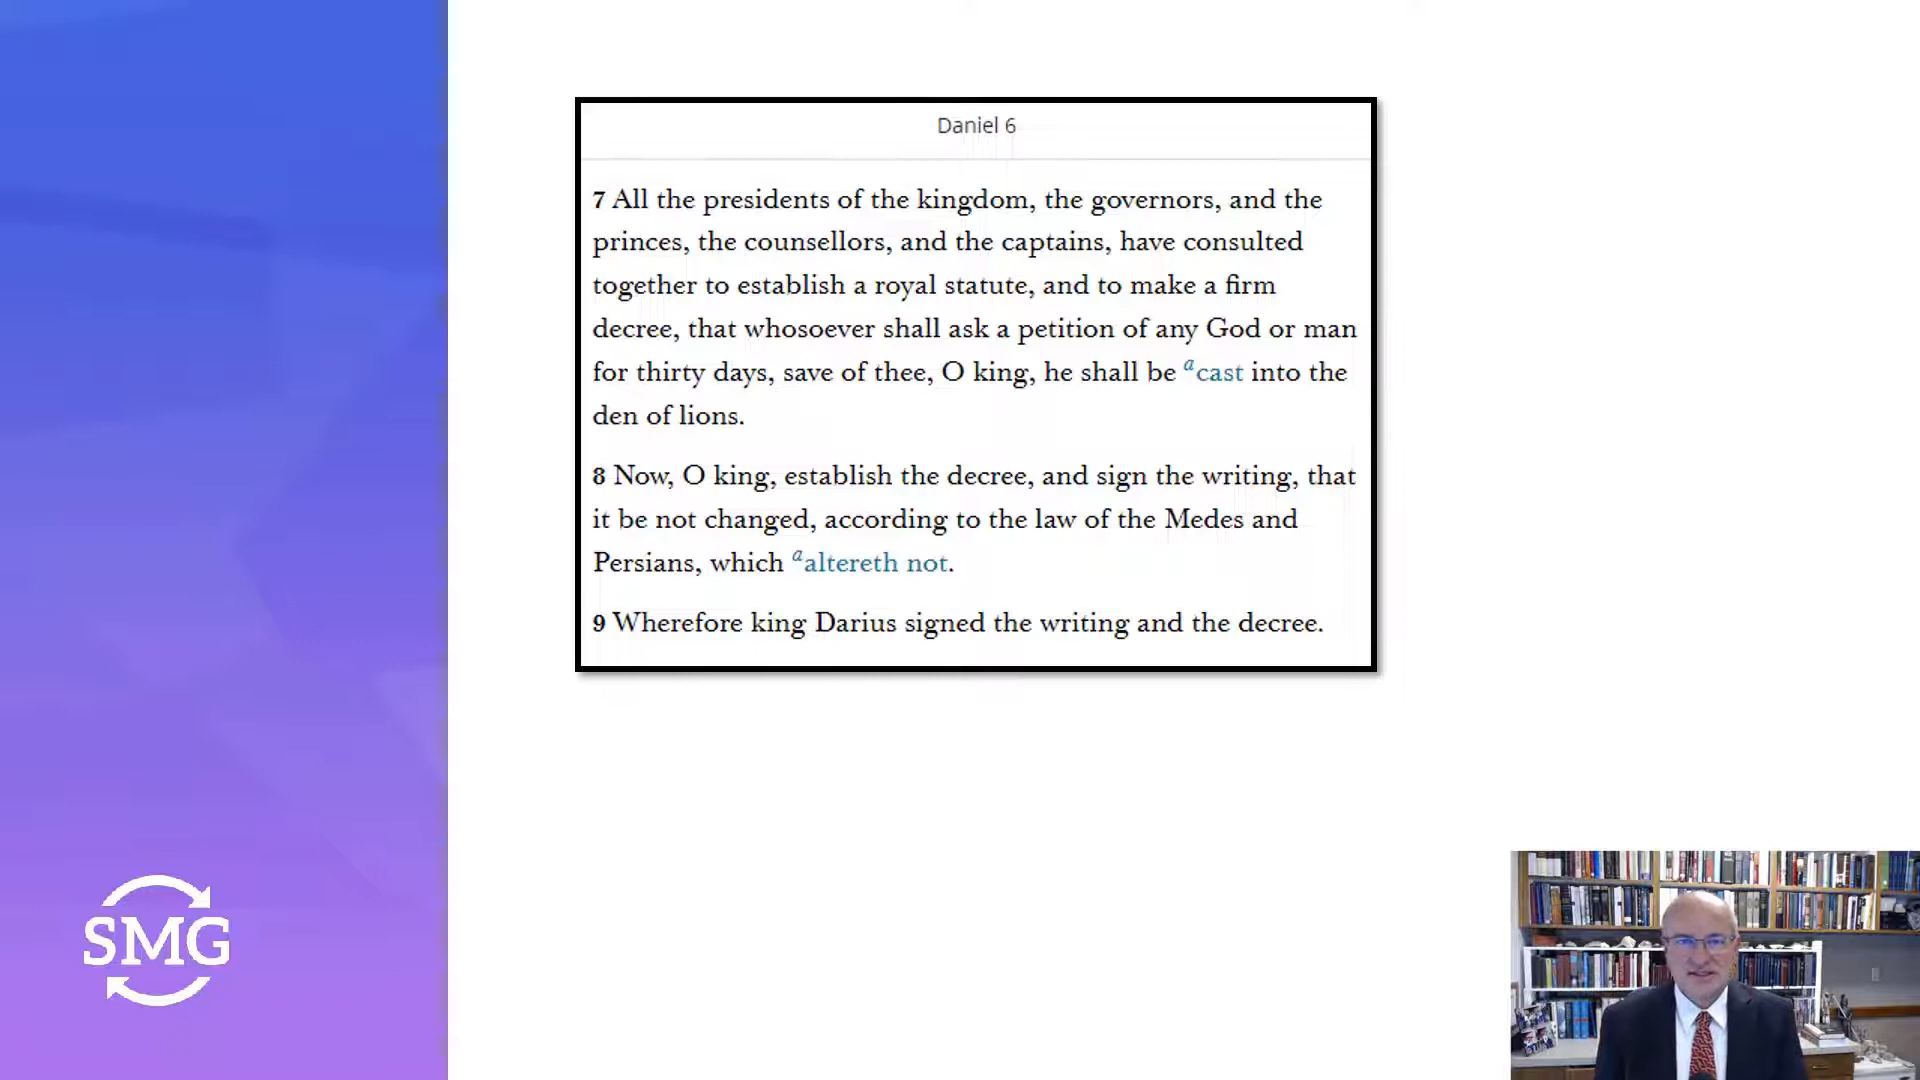 Daniel 6
7 All the presidents of the kingdom, the governors, and the
princes, the counsellors, and the captains, have consulted
together to establish a royal statute, and to make a firm
decree, that whosoever shall ask a petition of any God or man
for thirty days, save of thee, O king, he shall be acast into the
den of lions.
8 Now, O king, establish the decree, and sign the writing, that
it be not changed, according to the law of the Medes and
Persians, which aaltereth not.
9 Wherefore king Darius signed the writing and the decree.
SMG